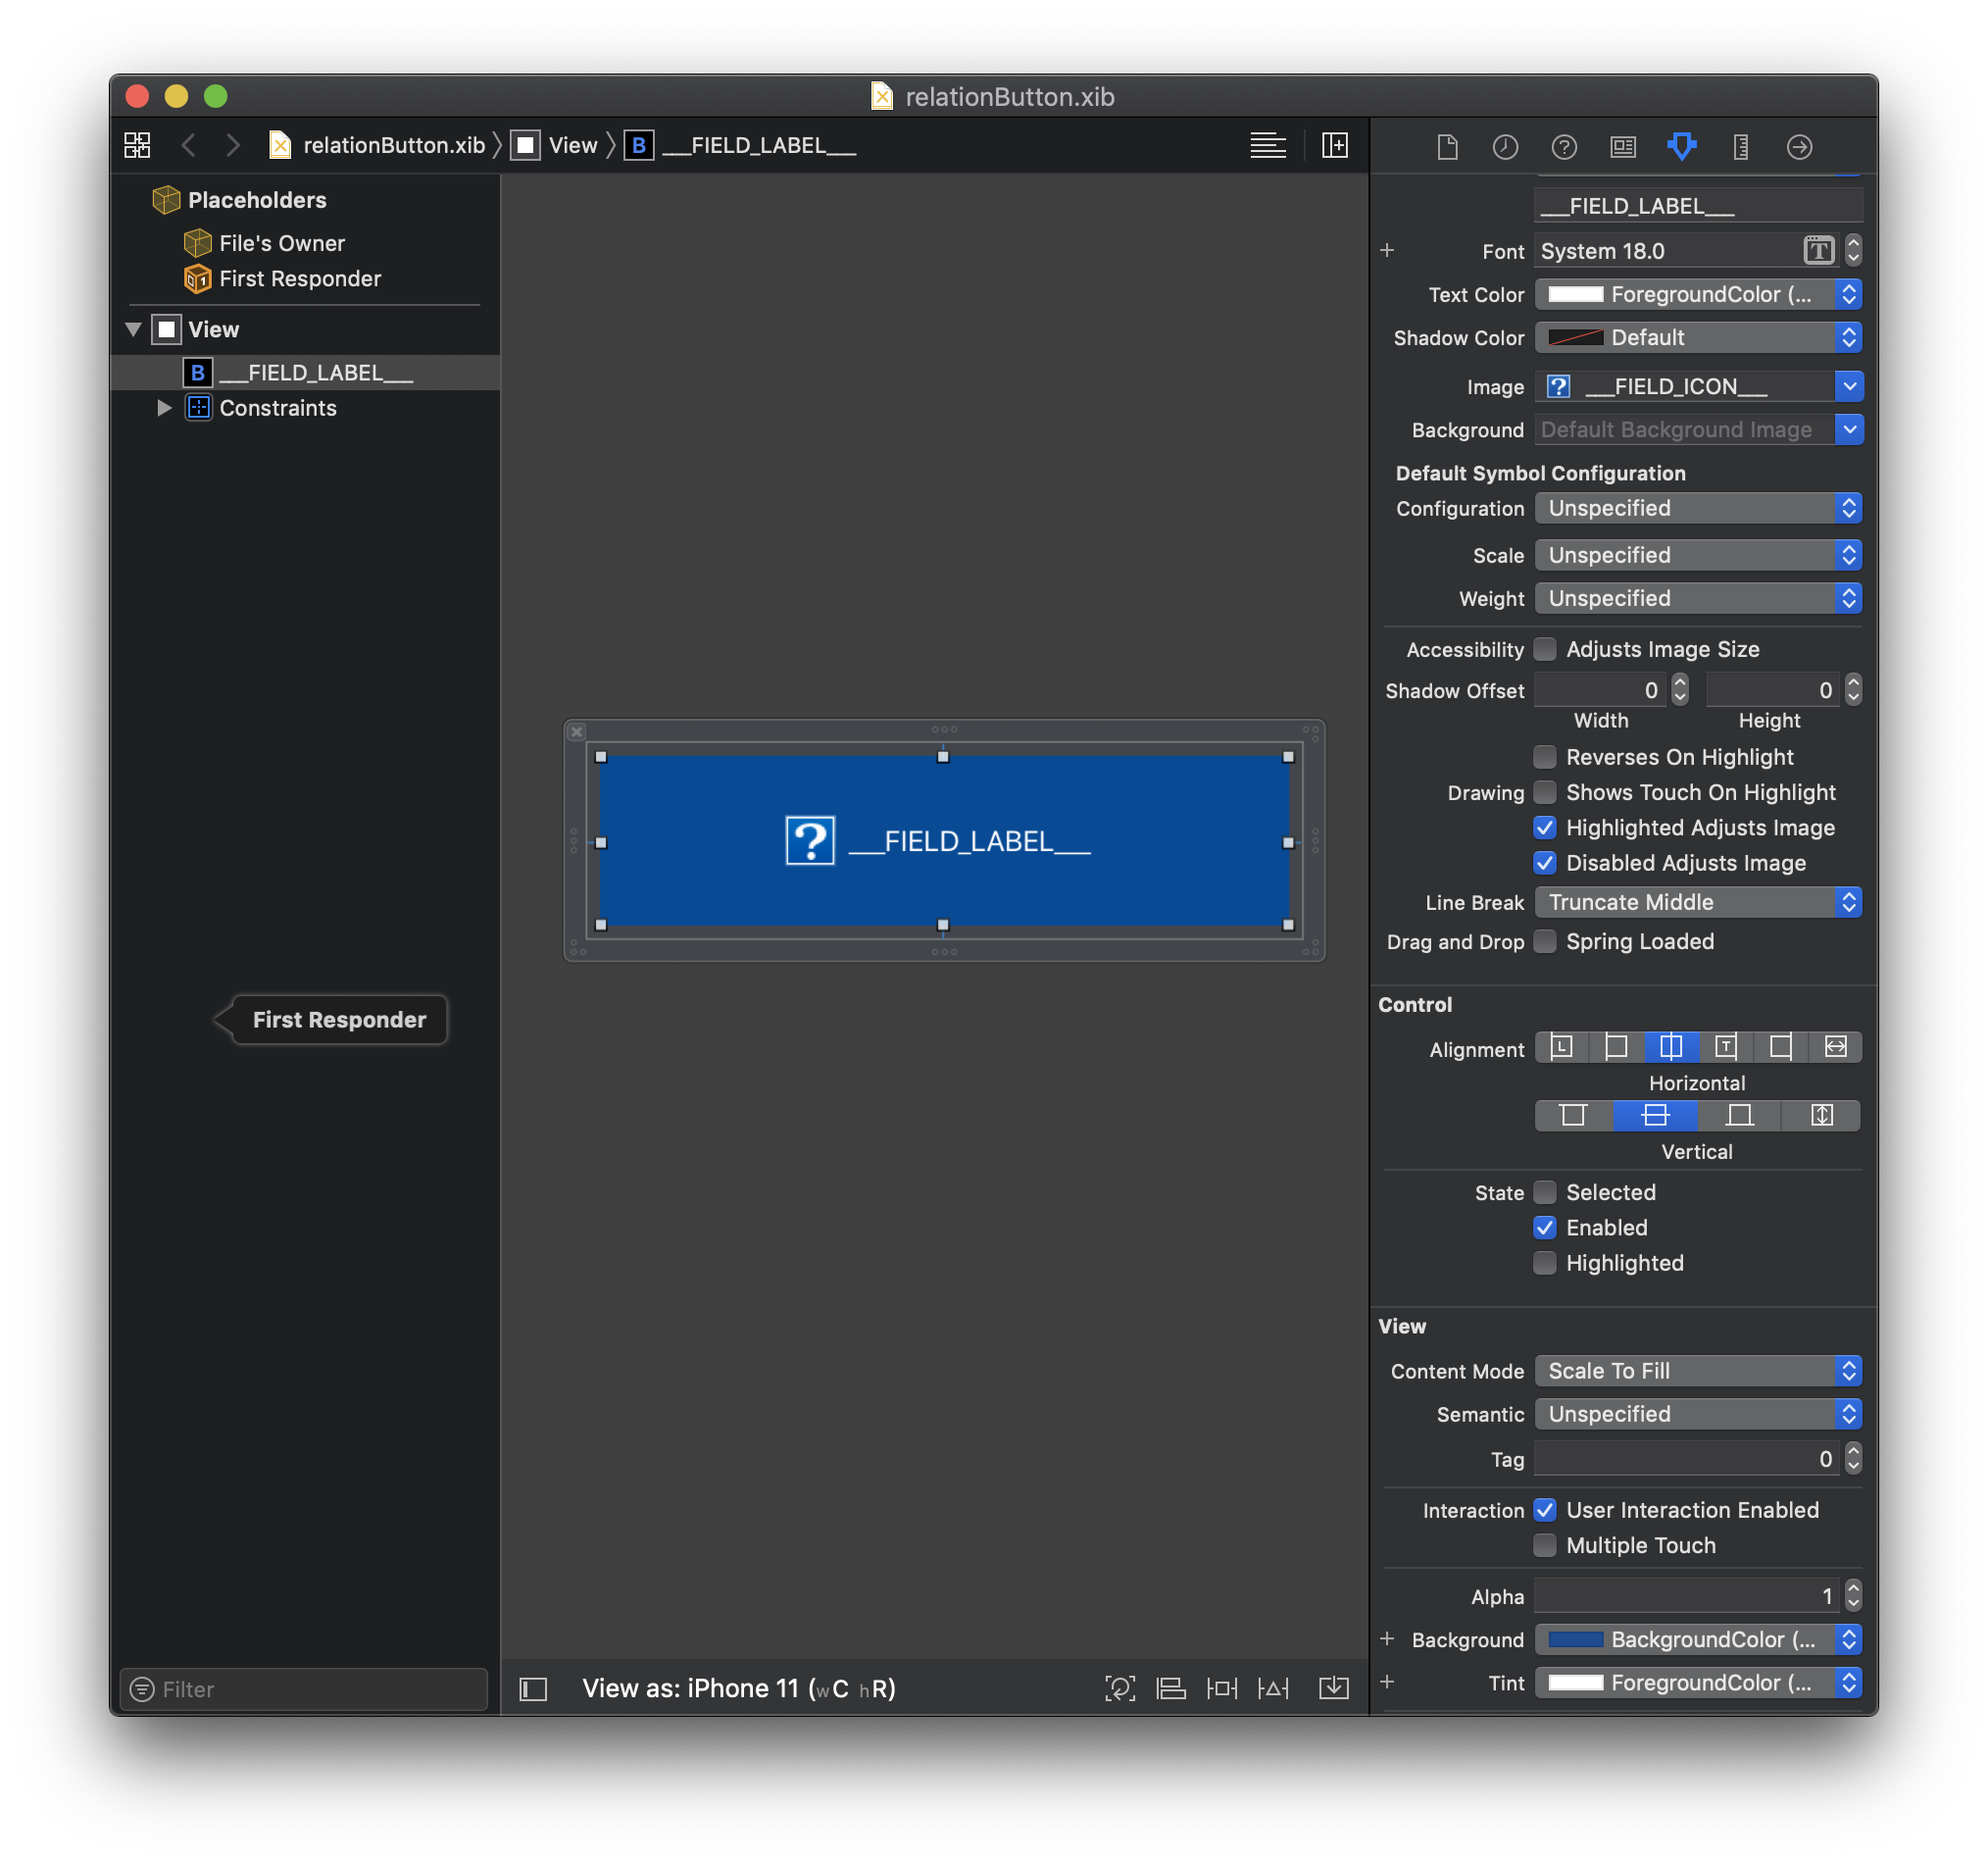 relationButton.xib
relationButton.xib View B ___FIELD_LABEL___
Placeholders
File's Owner
First Responder
View
B ___FIELD_LABEL___
Constraints
First Responder
Filter
? ___FIELD_LABEL___
View as: iPhone 11 (wC hR)
___FIELD_LABEL___
Font System 18.0 T
Text Color ForegroundColor (...
Shadow Color Default
Image ? ___FIELD_ICON___
Background Default Background Image
Default Symbol Configuration
Configuration Unspecified
Scale Unspecified
Weight Unspecified
Accessibility Adjusts Image Size
Shadow Offset 0 0
Width Height
Reverses On Highlight
Drawing Shows Touch On Highlight
Highlighted Adjusts Image
Disabled Adjusts Image
Line Break Truncate Middle
Drag and Drop Spring Loaded
Control
Alignment L T
Horizontal
Vertical
State Selected
Enabled
Highlighted
View
Content Mode Scale To Fill
Semantic Unspecified
Tag 0
Interaction User Interaction Enabled
Multiple Touch
Alpha 1
Background BackgroundColor (...
Tint ForegroundColor (...